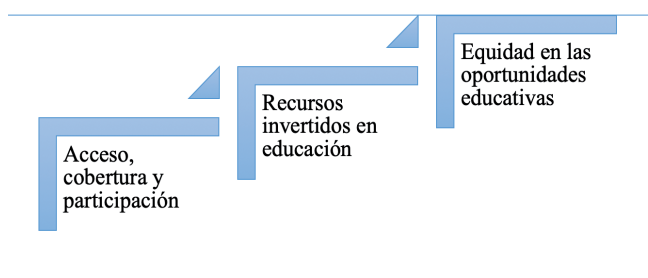 Acceso,
cobertura y
participación
Recursos
invertidos en
educación
Equidad en las
oportunidades
educativas